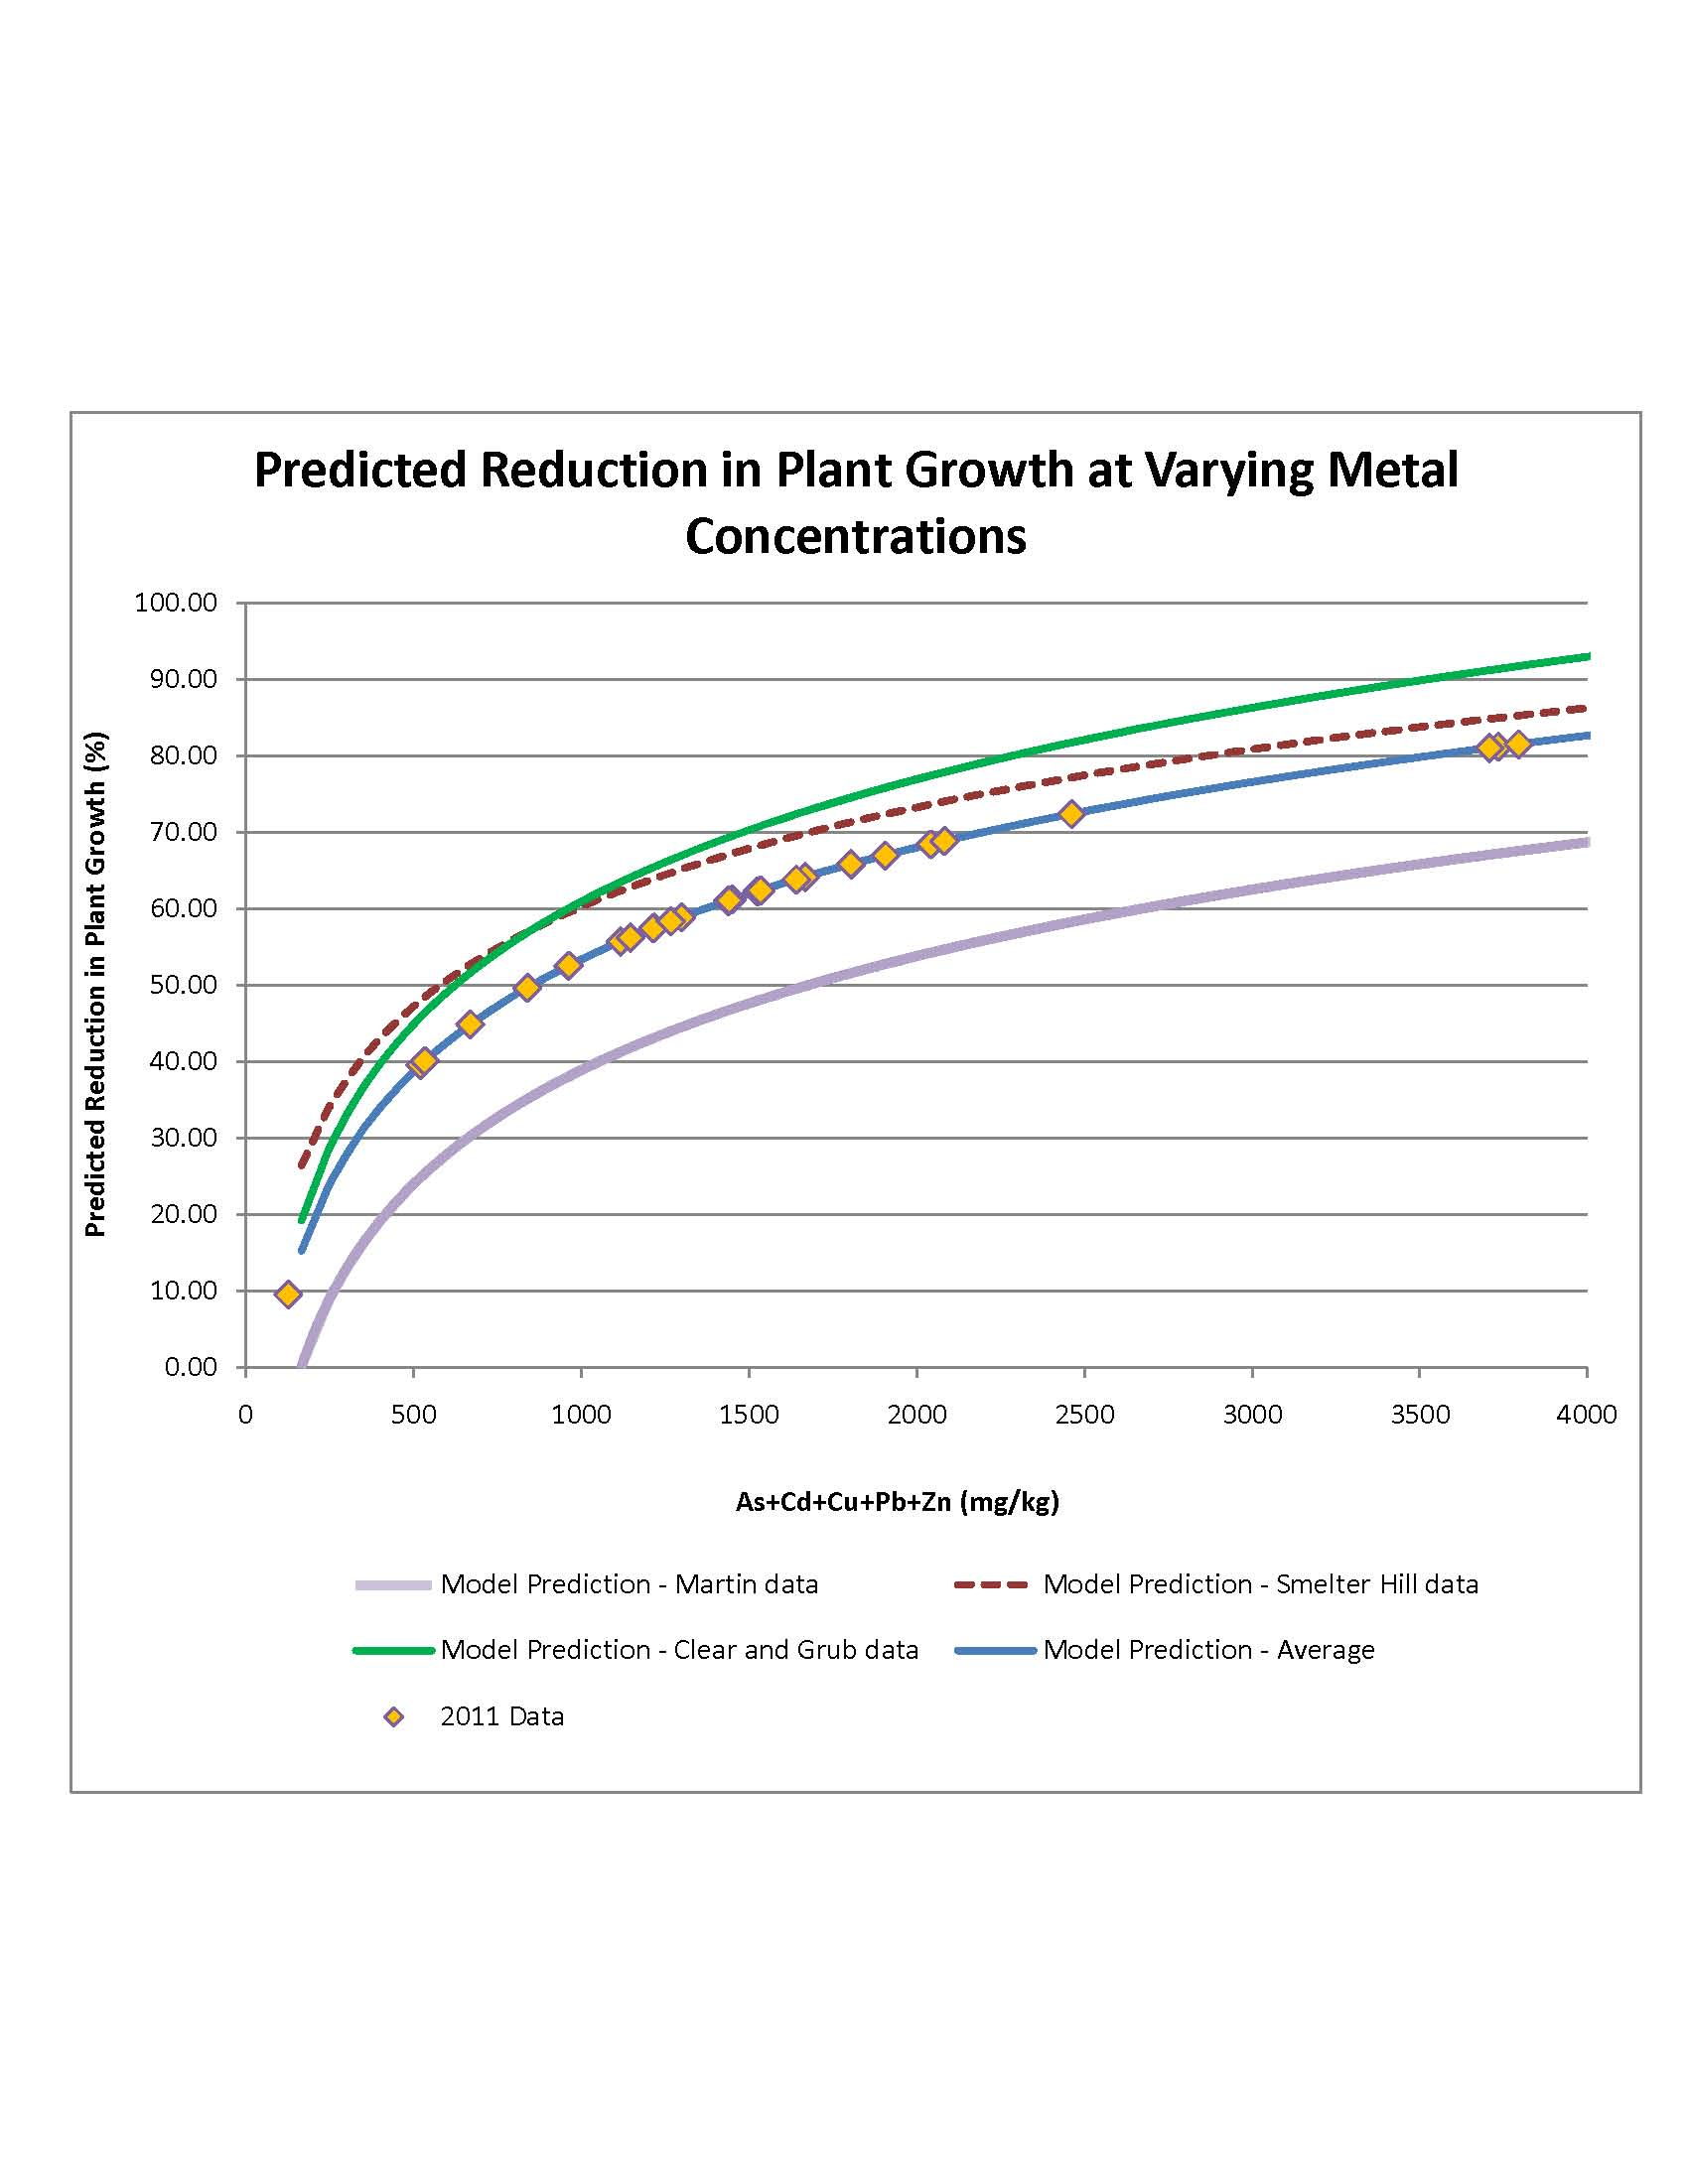 Predicted Reduction in Plant Growth at Varying Metal
Concentrations
Predicted Reduction in Plant Growth (%)
100.00
90.00
80.00
70.00
60.00
50.00
40.00
30.00
20.00
10.00
0.00
0 500 1000 1500 2000 2500 3000 3500 4000
As+Cd+Cu+Pb+Zn (mg/kg)
Model Prediction - Martin data
Model Prediction - Smelter Hill data
Model Prediction - Clear and Grub data
Model Prediction - Average
2011 Data